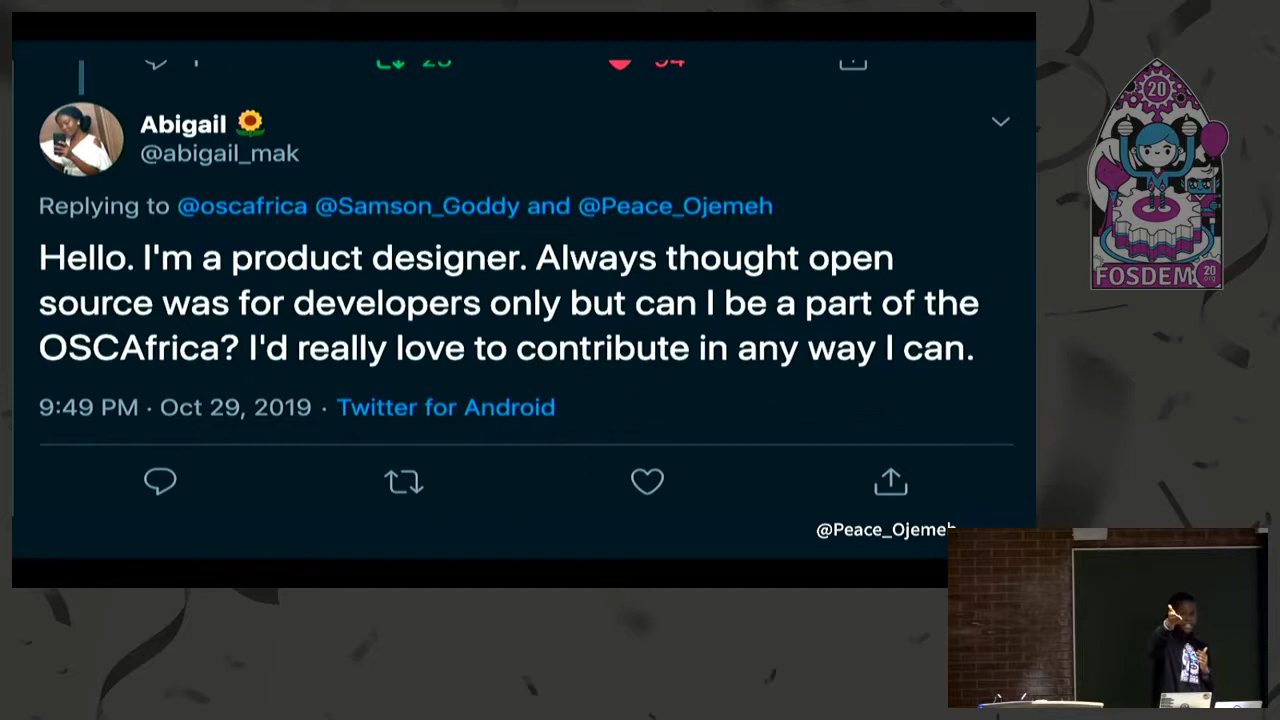 Abigail 🌻
@abigail_mak
Replying to @oscafrica @Samson_Goddy and @Peace_Ojemeh
Hello. I'm a product designer. Always thought open
source was for developers only but can I be a part of the
OSCAfrica? I'd really love to contribute in any way I can.
9:49 PM · Oct 29, 2019 · Twitter for Android
@Peace_Ojemeh
20
FOSDEM 20
.org